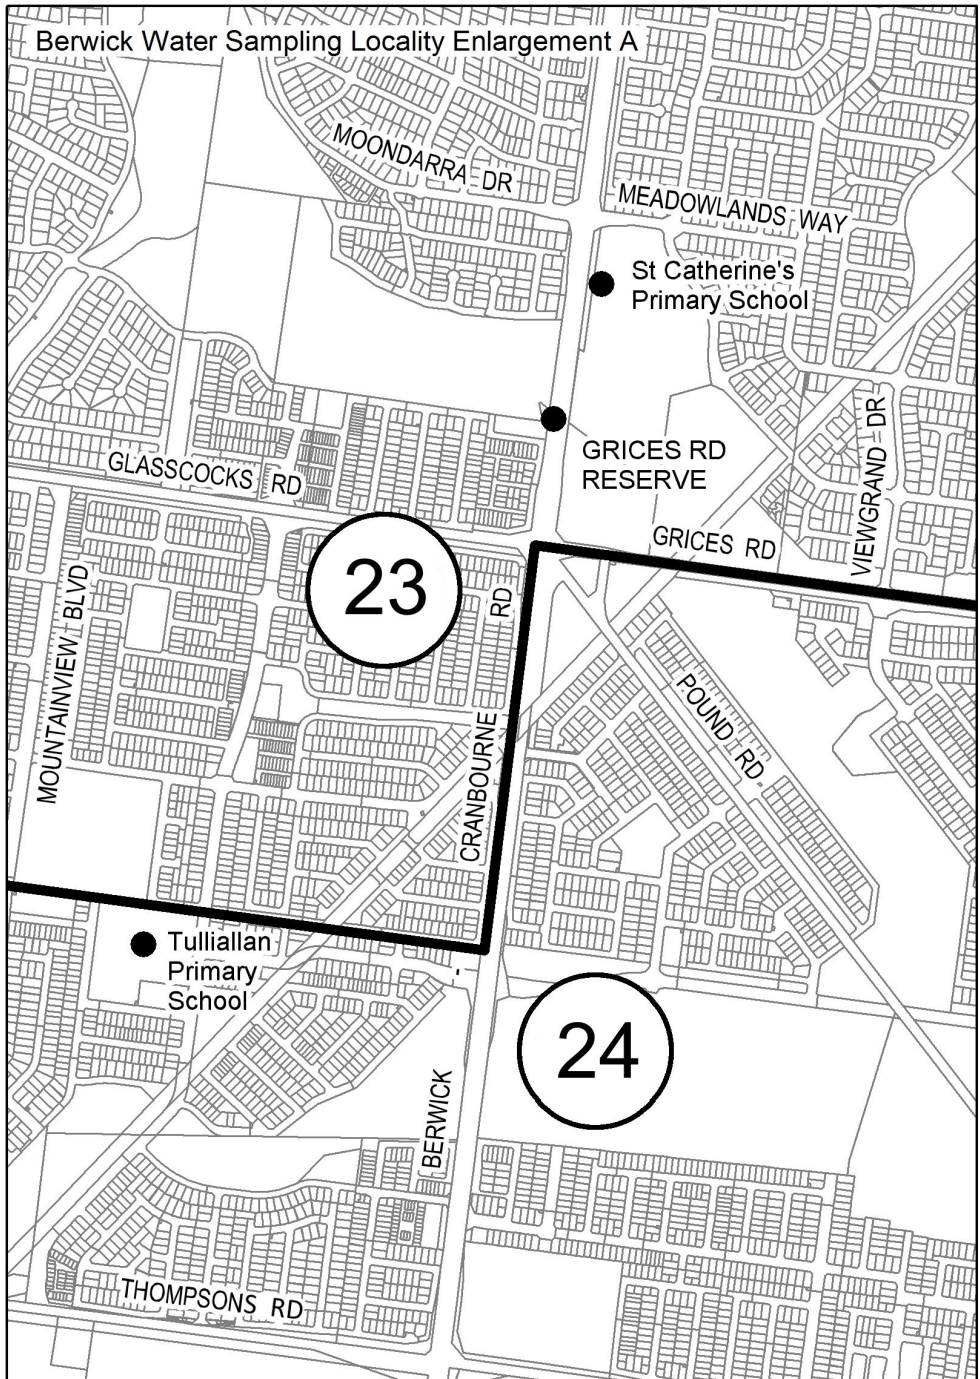 Berwick Water Sampling Locality Enlargement A
MOONDARRA DR
MEADOWLANDS WAY
St Catherine's
Primary School
GRICES RD
RESERVE
VIEWGRAND DR
GLASSCOCKS RD
GRICES RD
23
MOUNTAINVIEW BLVD
POUND RD
BERWICK CRANBOURNE RD
Tulliallan
Primary
School
24
THOMPSONS RD